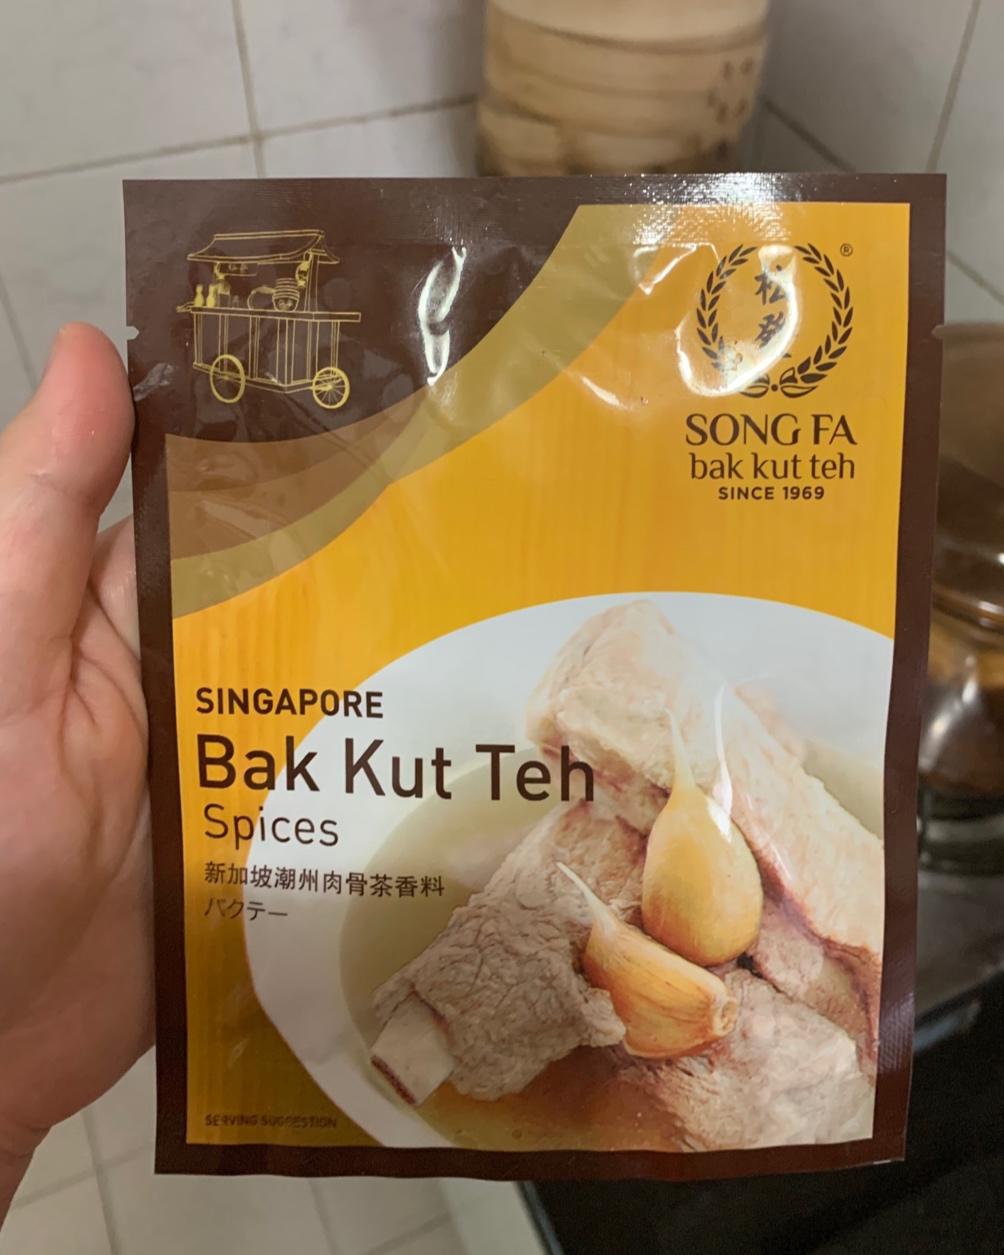 松發
®
SONG FA
bak kut teh
SINCE 1969
SINGAPORE
Bak Kut Teh
Spices
新加坡潮州肉骨茶香料
バクテー
SERVING SUGGESTION